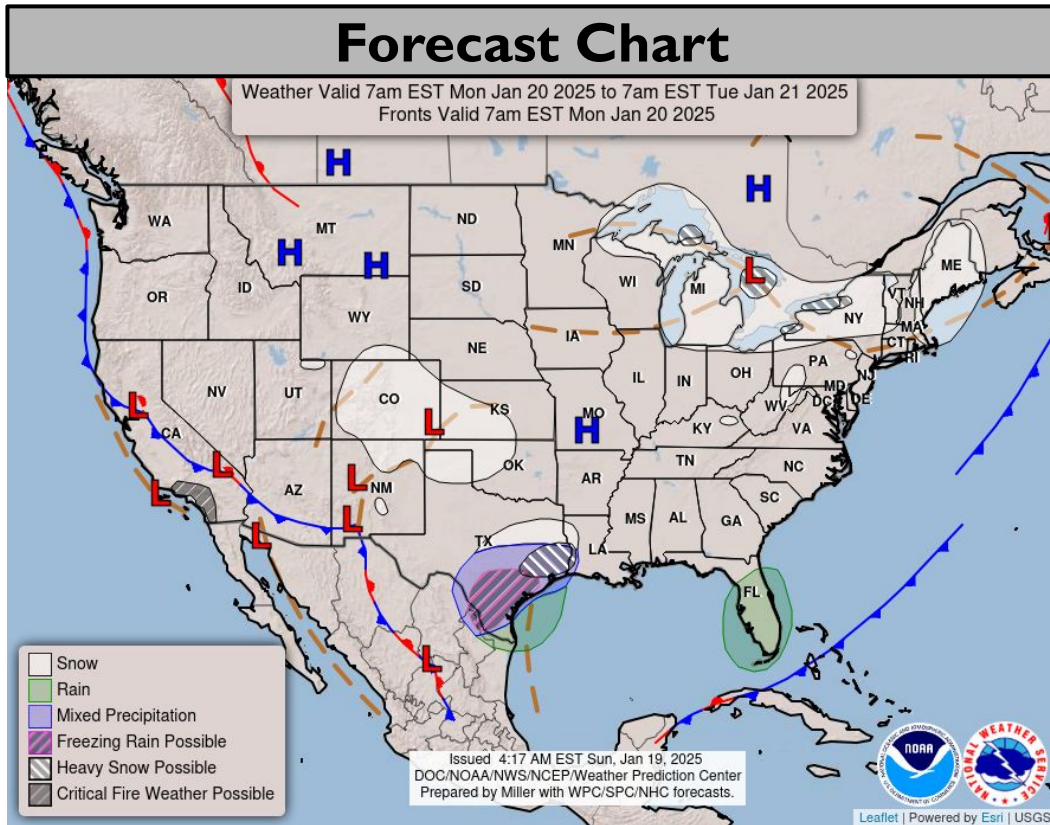 Forecast Chart
Weather Valid 7am EST Mon Jan 20 2025 to 7am EST Tue Jan 21 2025
Fronts Valid 7am EST Mon Jan 20 2025
H
H
WA
MT
ND
MN
H
H
ME
OR
ID
SD
WI
MI
L
VT
NH
WY
NY
MA
IA
CT
RI
NE
PA
NJ
NV
UT
CO
IL
IN
OH
MD
DE
DC
L
L
KS
MO
WV
CA
H
KY
VA
L
OK
TN
NC
L
AZ
L
NM
AR
SC
L
MS
AL
GA
L
TX
LA
L
FL
L
Snow
Rain
Mixed Precipitation
Freezing Rain Possible
Heavy Snow Possible
Critical Fire Weather Possible
Issued 4:17 AM EST Sun, Jan 19, 2025
DOC/NOAA/NWS/NCEP/Weather Prediction Center
Prepared by Miller with WPC/SPC/NHC forecasts.
NOAA
NATIONAL WEATHER SERVICE
Leaflet | Powered by Esri | USGS